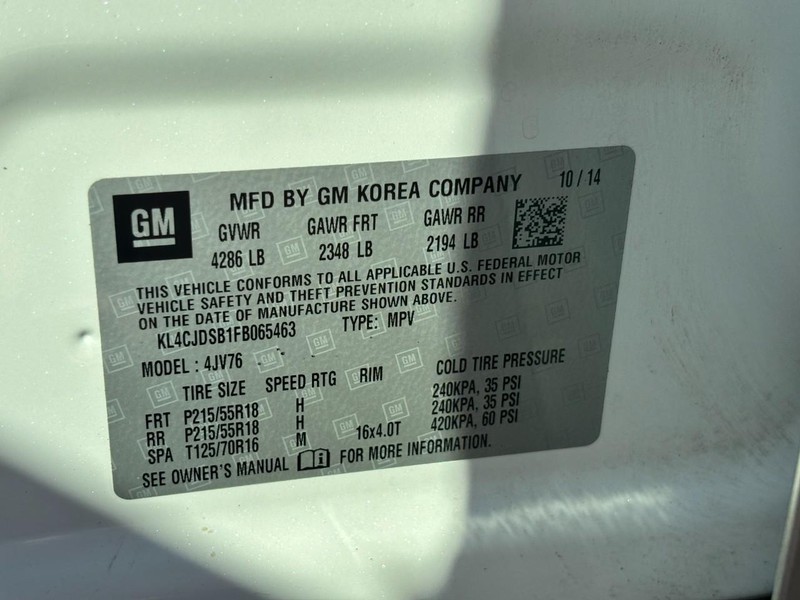 GM MFD BY GM KOREA COMPANY 10 / 14
GVWR GAWR FRT GAWR RR
4286 LB 2348 LB 2194 LB
THIS VEHICLE CONFORMS TO ALL APPLICABLE U.S. FEDERAL MOTOR
VEHICLE SAFETY AND THEFT PREVENTION STANDARDS IN EFFECT
ON THE DATE OF MANUFACTURE SHOWN ABOVE.
KL4CJDSB1FB065463 TYPE: MPV
MODEL : 4JV76
TIRE SIZE SPEED RTG RIM COLD TIRE PRESSURE
FRT P215/55R18 H 240KPA, 35 PSI
RR P215/55R18 H 240KPA, 35 PSI
SPA T125/70R16 M 16x4.0T 420KPA, 60 PSI
SEE OWNER'S MANUAL FOR MORE INFORMATION.